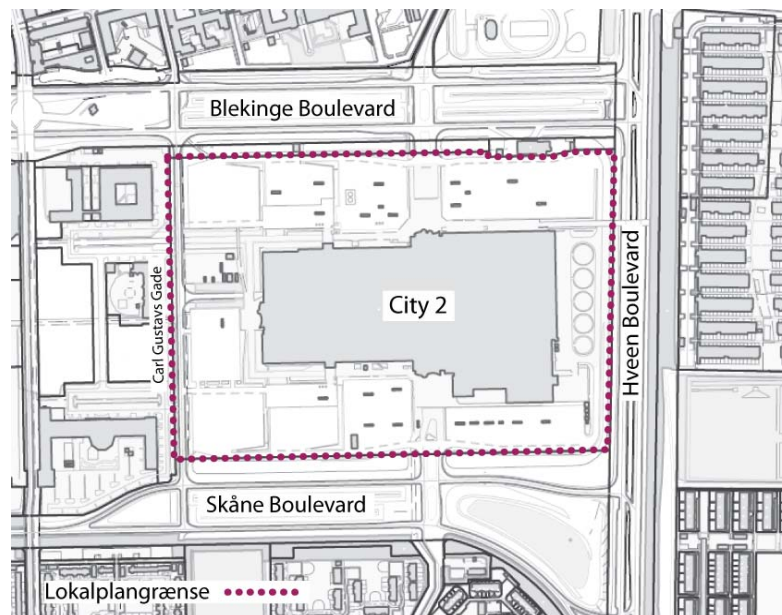 Blekinge Boulevard
Carl Gustavs Gade
City 2
Hveen Boulevard
Skåne Boulevard
Lokalplangrænse